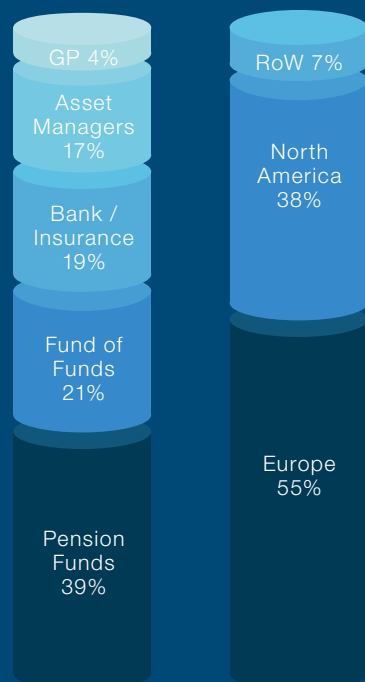 GP 4%
Asset
Managers
17%
Bank /
Insurance
19%
Fund of
Funds
21%
Pension
Funds
39%
RoW 7%
North
America
38%
Europe
55%